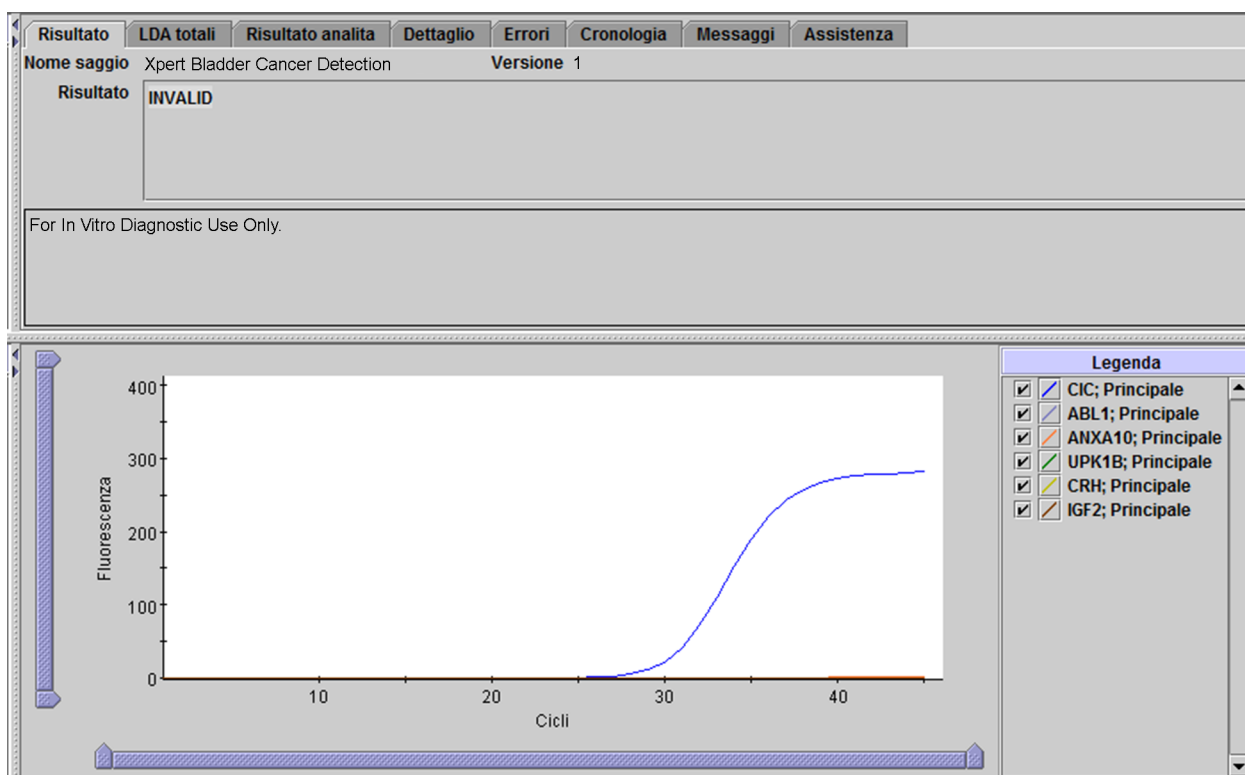 Risultato LDA totali Risultato analita Dettaglio Errori Cronologia Messaggi Assistenza
Nome saggio Xpert Bladder Cancer Detection Versione 1
Risultato INVALID
For In Vitro Diagnostic Use Only.
Legenda
CIC; Principale
ABL1; Principale
ANXA10; Principale
UPK1B; Principale
CRH; Principale
IGF2; Principale
Fluorescenza
400
300
200
100
0
10 20 30 40
Cicli